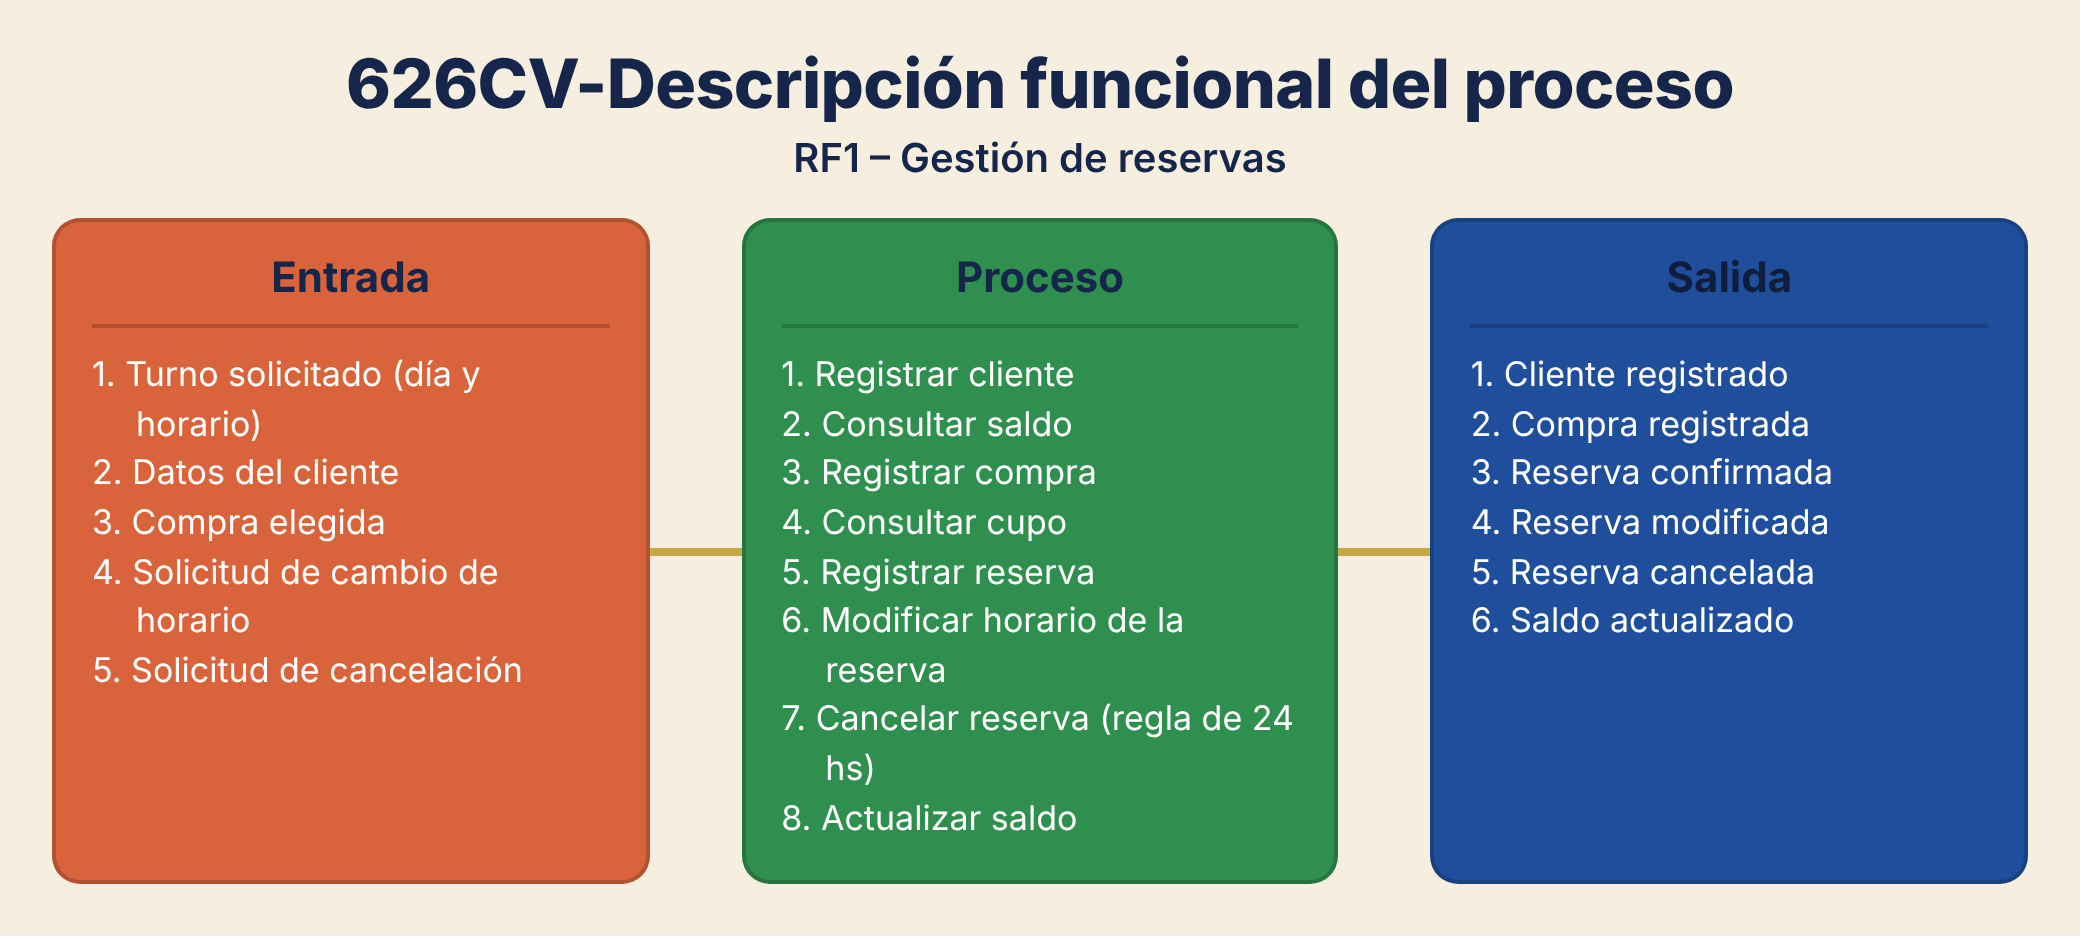 626CV-Descripción funcional del proceso
RF1 – Gestión de reservas
Entrada
1. Turno solicitado (día y
horario)
2. Datos del cliente
3. Compra elegida
4. Solicitud de cambio de
horario
5. Solicitud de cancelación
Proceso
1. Registrar cliente
2. Consultar saldo
3. Registrar compra
4. Consultar cupo
5. Registrar reserva
6. Modificar horario de la
reserva
7. Cancelar reserva (regla de 24
hs)
8. Actualizar saldo
Salida
1. Cliente registrado
2. Compra registrada
3. Reserva confirmada
4. Reserva modificada
5. Reserva cancelada
6. Saldo actualizado